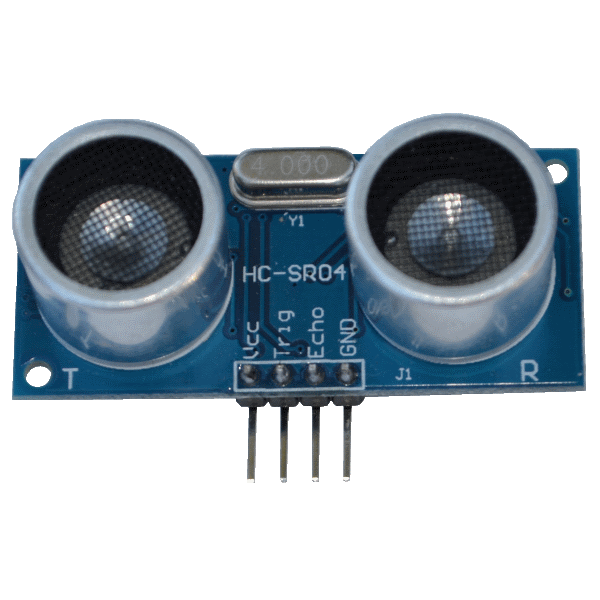 4.000
Y1
HC-SR04
Vcc
Trig
Echo
GND
J1
T
R